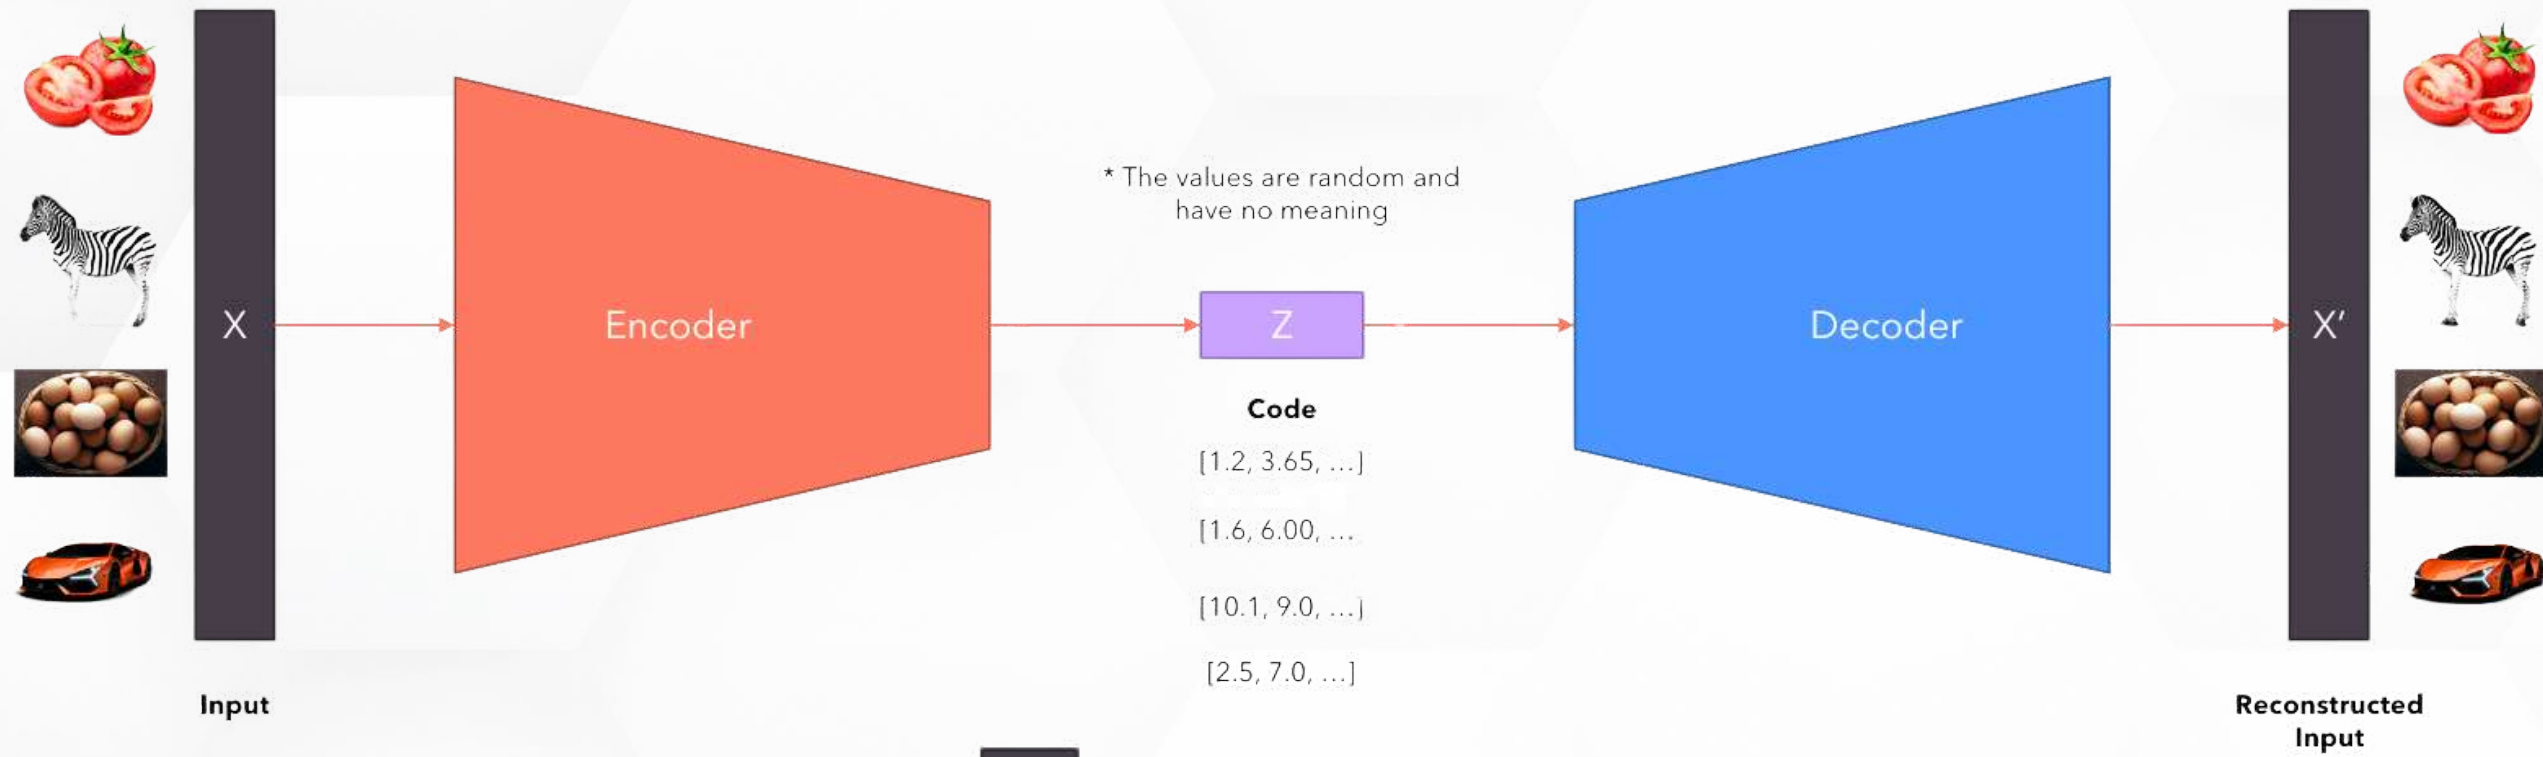 * The values are random and
have no meaning
X
Encoder
Z
Decoder
X′
Code
[1.2, 3.65, ...]
[1.6, 6.00, ...
[10.1, 9.0, ...]
[2.5, 7.0, ...]
Input
Reconstructed
Input